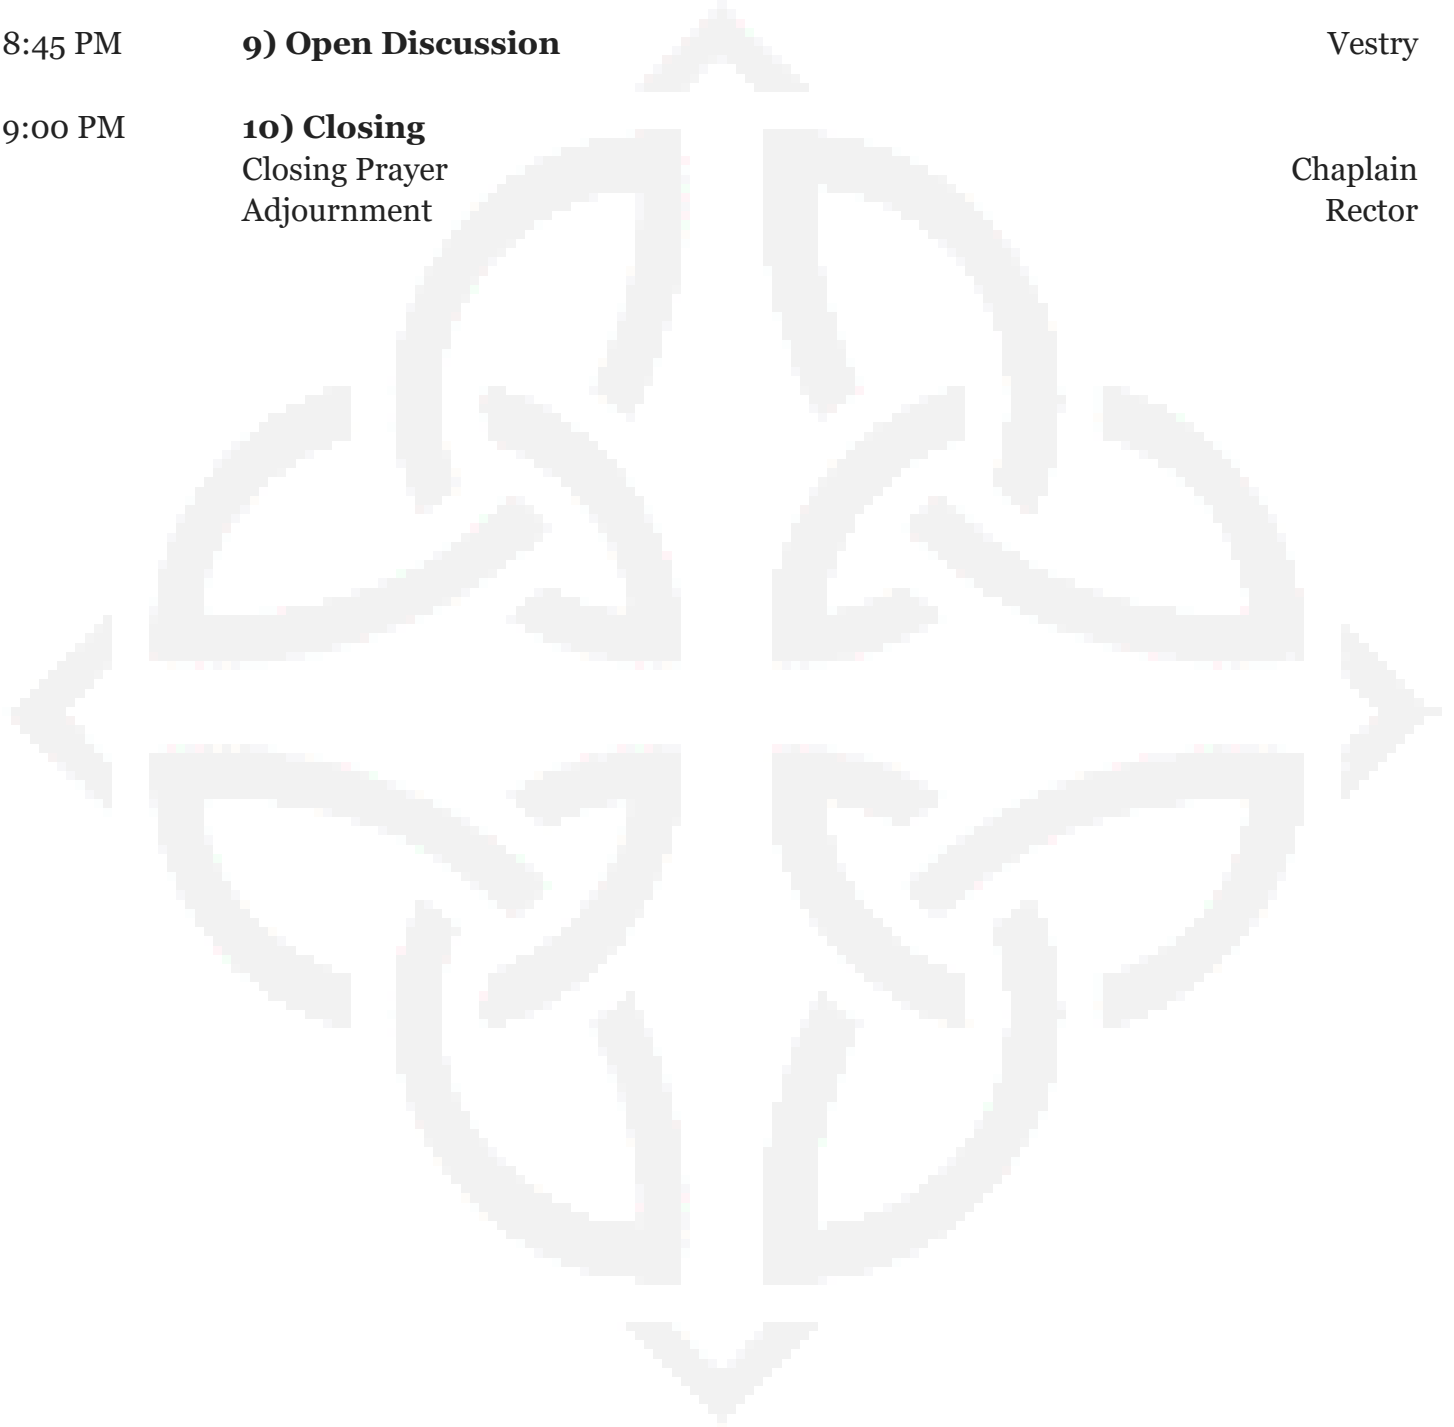 8:45 PM 9) Open Discussion Vestry
9:00 PM 10) Closing
Closing Prayer Chaplain
Adjournment Rector